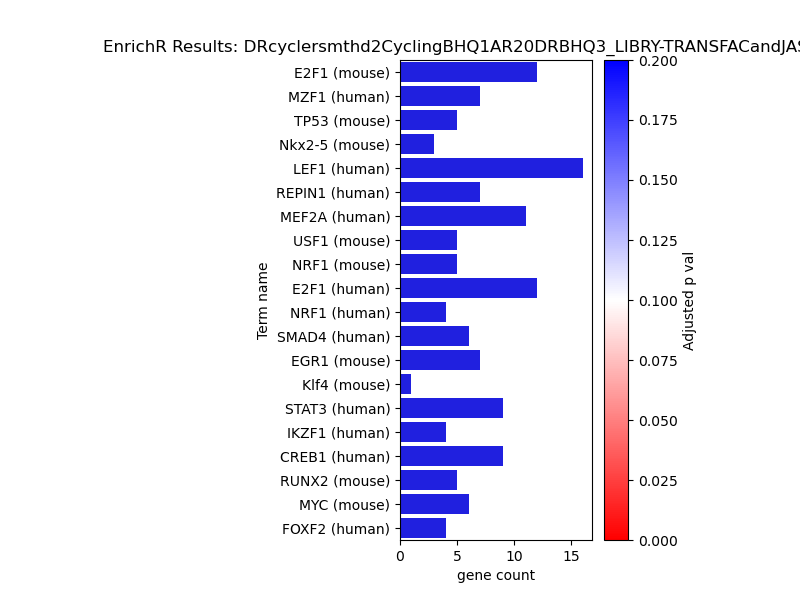 EnrichR Results: DRcyclersmthd2CyclingBHQ1AR20DRBHQ3_LIBRY-TRANSFACandJAS
E2F1 (mouse)
MZF1 (human)
TP53 (mouse)
Nkx2-5 (mouse)
LEF1 (human)
REPIN1 (human)
MEF2A (human)
USF1 (mouse)
NRF1 (mouse)
E2F1 (human)
NRF1 (human)
SMAD4 (human)
EGR1 (mouse)
Klf4 (mouse)
STAT3 (human)
IKZF1 (human)
CREB1 (human)
RUNX2 (mouse)
MYC (mouse)
FOXF2 (human)
Term name
0 5 10 15
gene count
0.200
0.175
0.150
0.125
0.100
0.075
0.050
0.025
0.000
Adjusted p val